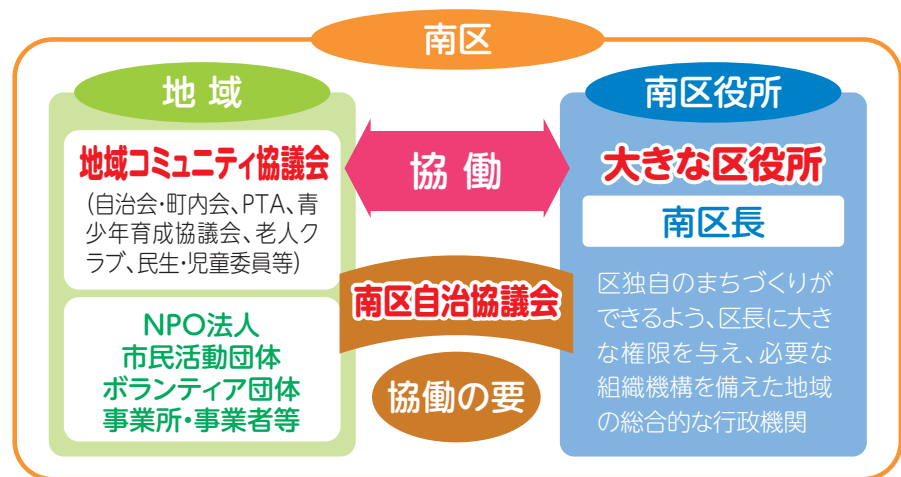 南区
地域
地域コミュニティ協議会
(自治会・町内会、PTA、青
少年育成協議会、老人ク
ラブ、民生・児童委員等)
NPO法人
市民活動団体
ボランティア団体
事業所・事業者等
協働
南区自治協議会
協働の要
南区役所
大きな区役所
南区長
区独自のまちづくりが
できるよう、区長に大き
な権限を与え、必要な
組織機構を備えた地域
の総合的な行政機関